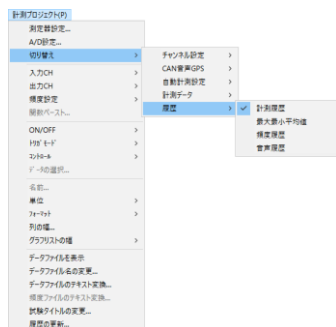 計測プロジェクト(P)
測定器設定...
A/D設定...
切り替え
入力CH
出力CH
頻度設定
関数ペースト...
ON/OFF
ﾄﾘｶﾞ ﾓｰﾄﾞ
ｺﾝﾄﾛｰﾙ
ﾃﾞｰﾀの選択...
名前...
単位
ﾌｫｰﾏｯﾄ
列の幅...
グラフリストの幅
データファイルを表示
データファイル名の変更...
データファイルのテキスト変換...
頻度ファイルのテキスト変換...
試験タイトルの変更...
履歴の更新...
チャンネル設定
CAN音声GPS
自動計測設定
計測データ
履歴
計測履歴
最大最小平均値
頻度履歴
音声履歴